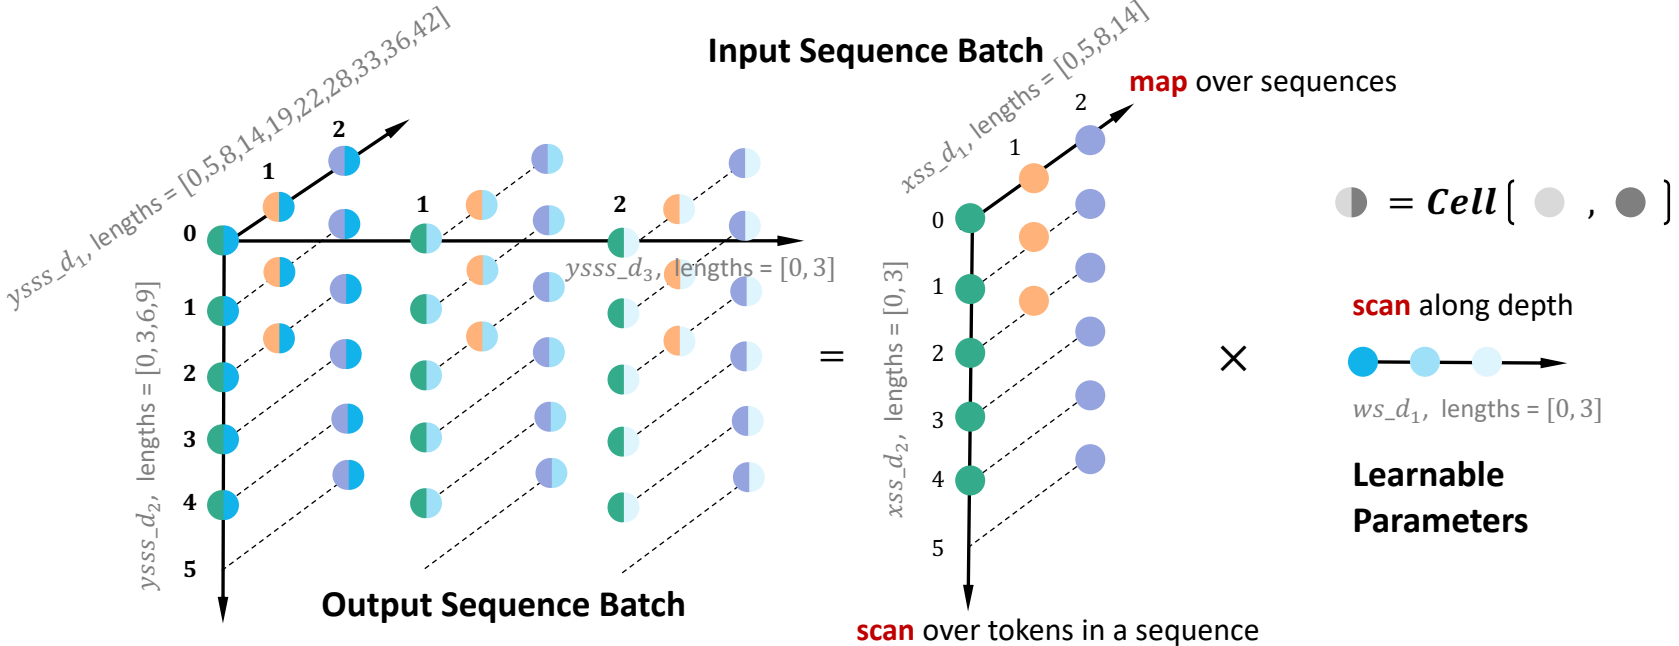 Input Sequence Batch
map over sequences
ysss_d₁, lengths = [0,5,8,14,19,22,28,33,36,42]
xss_d₁, lengths = [0,5,8,14]
0
1
2
1
2
0
1
2
= Cell ( , )
ysss_d₃, lengths = [0, 3]
ysss_d₂, lengths = [0, 3,6,9]
1
2
3
4
5
=
xss_d₂, lengths = [0, 3]
1
2
3
4
5
×
scan along depth
ws_d₁, lengths = [0, 3]
Learnable
Parameters
Output Sequence Batch
scan over tokens in a sequence